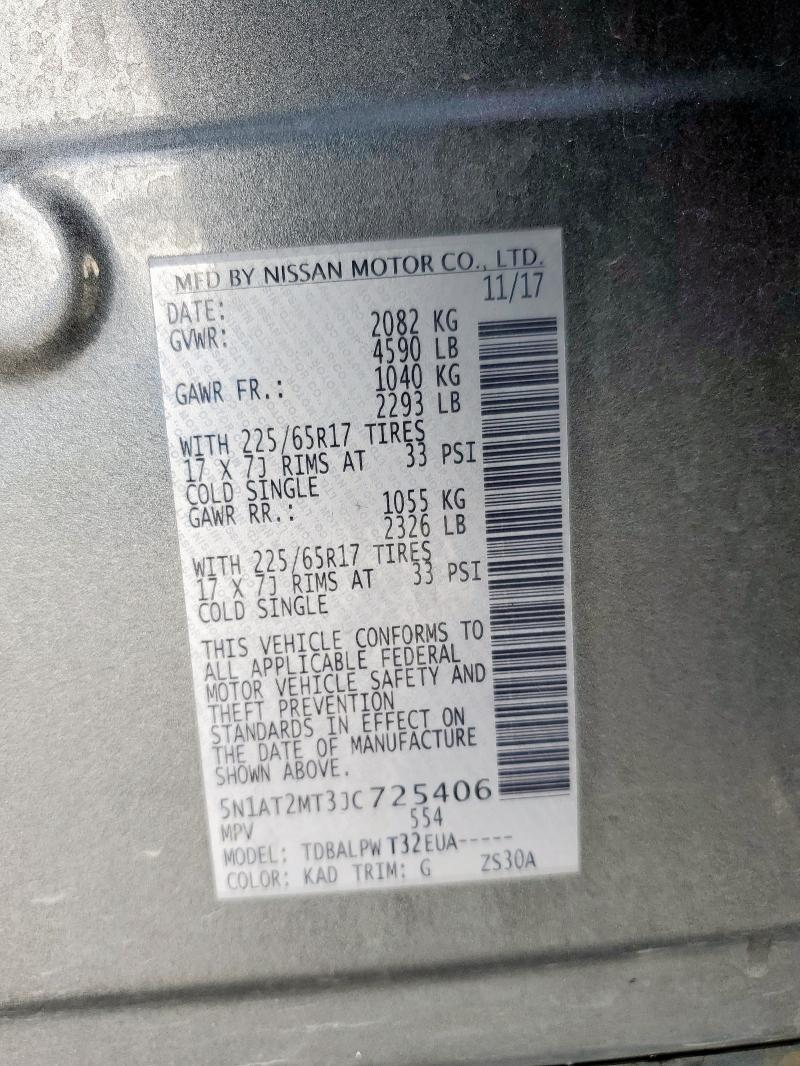 MFD BY NISSAN MOTOR CO., LTD.
DATE: 11/17
GVWR: 2082 KG
4590 LB
GAWR FR.: 1040 KG
2293 LB
WITH 225/65R17 TIRES
17 X 7J RIMS AT 33 PSI
COLD SINGLE
GAWR RR.: 1055 KG
2326 LB
WITH 225/65R17 TIRES
17 X 7J RIMS AT 33 PSI
COLD SINGLE
THIS VEHICLE CONFORMS TO
ALL APPLICABLE FEDERAL
MOTOR VEHICLE SAFETY AND
THEFT PREVENTION
STANDARDS IN EFFECT ON
THE DATE OF MANUFACTURE
SHOWN ABOVE.
5N1AT2MT3JC725406
MPV 554
MODEL: TDBALPW T32EUA-----
COLOR: KAD TRIM: G ZS30A